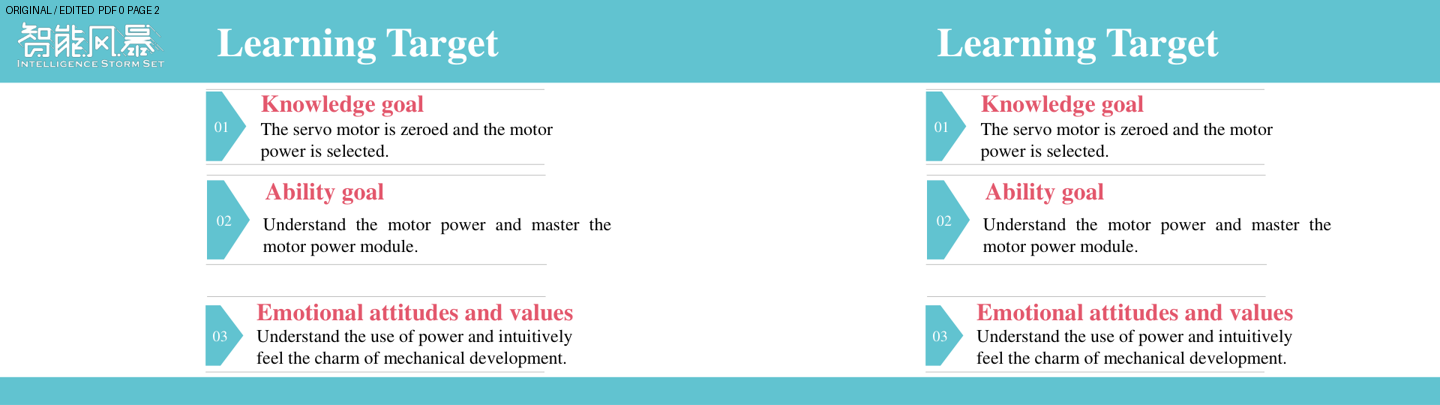 ORIGINAL / EDITED PDF 0 PAGE 2
智能风暴
INTELLIGENCE STORM SET
Learning Target
01
Knowledge goal
The servo motor is zeroed and the motor
power is selected.
02
Ability goal
Understand the motor power and master the
motor power module.
03
Emotional attitudes and values
Understand the use of power and intuitively
feel the charm of mechanical development.
Learning Target
01
Knowledge goal
The servo motor is zeroed and the motor
power is selected.
02
Ability goal
Understand the motor power and master the
motor power module.
03
Emotional attitudes and values
Understand the use of power and intuitively
feel the charm of mechanical development.